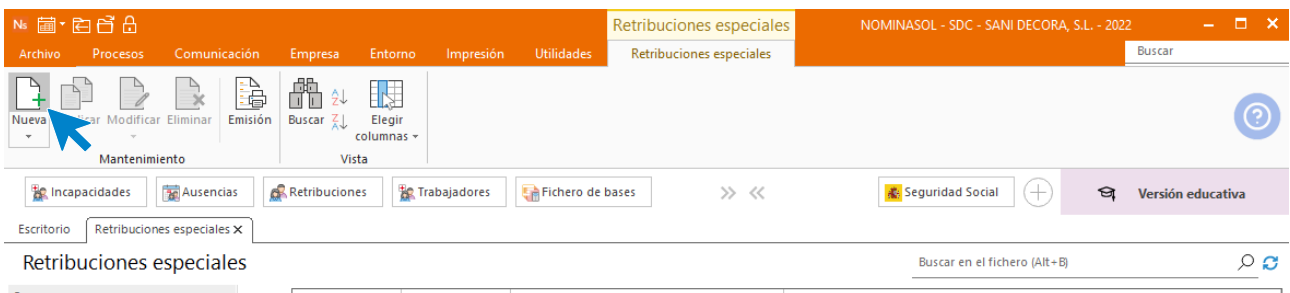 Ns Retribuciones especiales NOMINASOL - SDC - SANI DECORA, S.L. - 2022
Archivo Procesos Comunicación Empresa Entorno Impresión Utilidades Retribuciones especiales Buscar
Nueva Modificar Eliminar Emisión Buscar Elegir columnas
Mantenimiento Vista
Incapacidades Ausencias Retribuciones Trabajadores Fichero de bases Seguridad Social Versión educativa
Escritorio Retribuciones especiales X
Retribuciones especiales Buscar en el fichero (Alt+B)